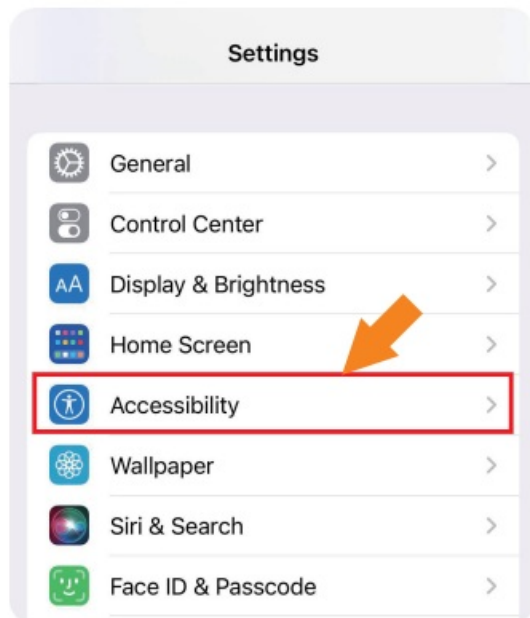 Settings
General
Control Center
AA
Display & Brightness
Home Screen
Accessibility
Wallpaper
Siri & Search
Face ID & Passcode